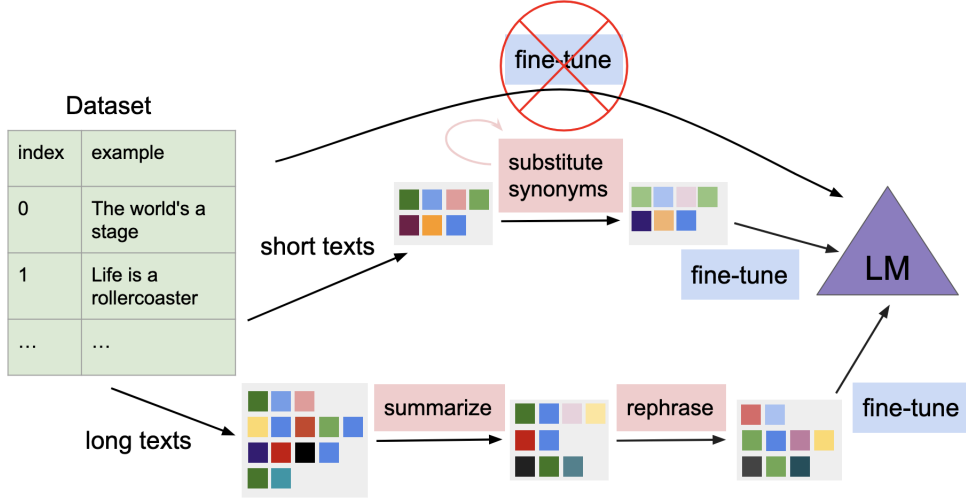 fine-tune
Dataset
index example
0 The world's a
stage
1 Life is a
rollercoaster
... ...
substitute
synonyms
short texts
fine-tune
LM
long texts
summarize
rephrase
fine-tune